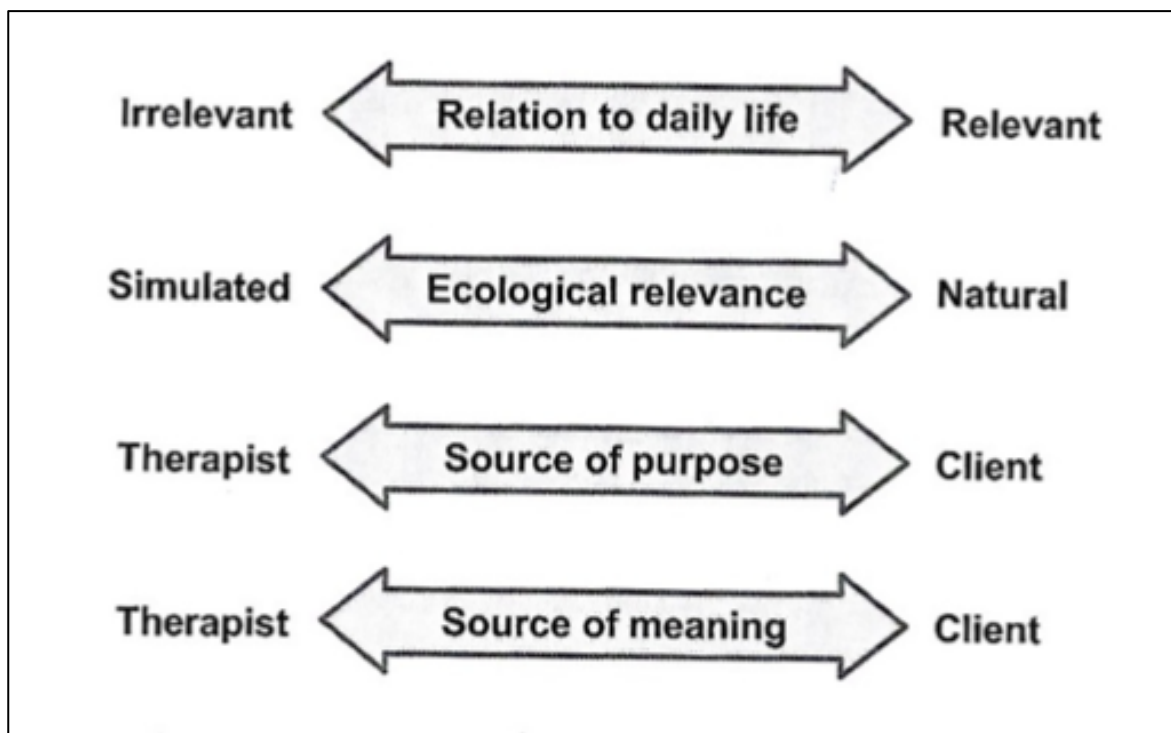 Irrelevant Relation to daily life Relevant
Simulated Ecological relevance Natural
Therapist Source of purpose Client
Therapist Source of meaning Client